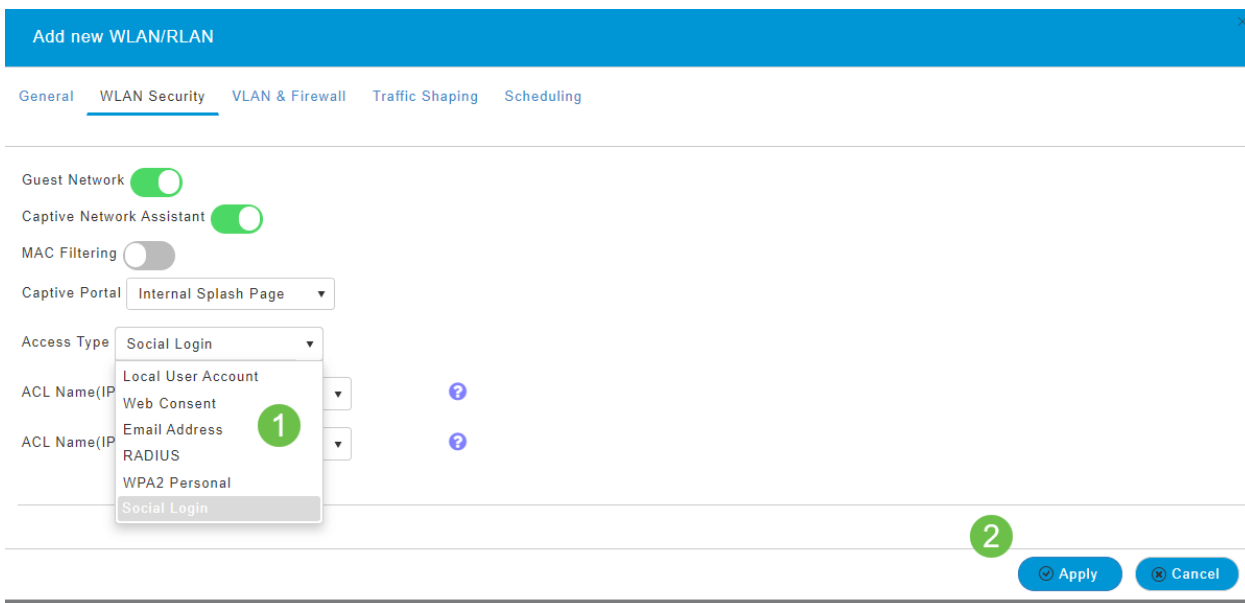 Add new WLAN/RLAN
General WLAN Security VLAN & Firewall Traffic Shaping Scheduling
Guest Network
Captive Network Assistant
MAC Filtering
Captive Portal Internal Splash Page
Access Type Social Login
Local User Account
ACL Name(IP ?
Web Consent
1
Email Address
ACL Name(IP ?
RADIUS
WPA2 Personal
Social Login
2
Apply Cancel